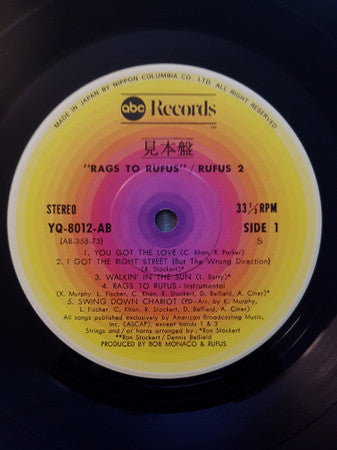 MADE IN JAPAN BY NIPPON COLUMBIA CO., LTD. ALL RIGHTS RESERVED.
abc Records
TM
見本盤
"RAGS TO RUFUS" / RUFUS 2
STEREO
33 1/3 RPM
YQ-8012-AB
SIDE 1
(AB-358-73)
S
1. YOU GOT THE LOVE (C. Khan, R. Parker)
2. I GOT THE RIGHT STREET (But The Wrong Direction)
(R. Stockert)*
3. WALKIN' IN THE SUN (L. Barry)*
4. RAGS TO RUFUS - Instrumental
(K. Murphy, L. Fischer, C. Khan, R. Stockert, D. Belfield, A. Ciner)
5. SWING DOWN CHARIOT (PD - Arr. by K. Murphy,
L. Fischer, C. Khan, R. Stockert, D. Belfield, A. Ciner)
All songs published exclusively by American Broadcasting Music,
Inc. (ASCAP), except bands 1 & 3
Strings and / or horns arranged by : *Ron Stockert
**Ron Stockert / Dennis Belfield
PRODUCED BY BOB MONACO & RUFUS